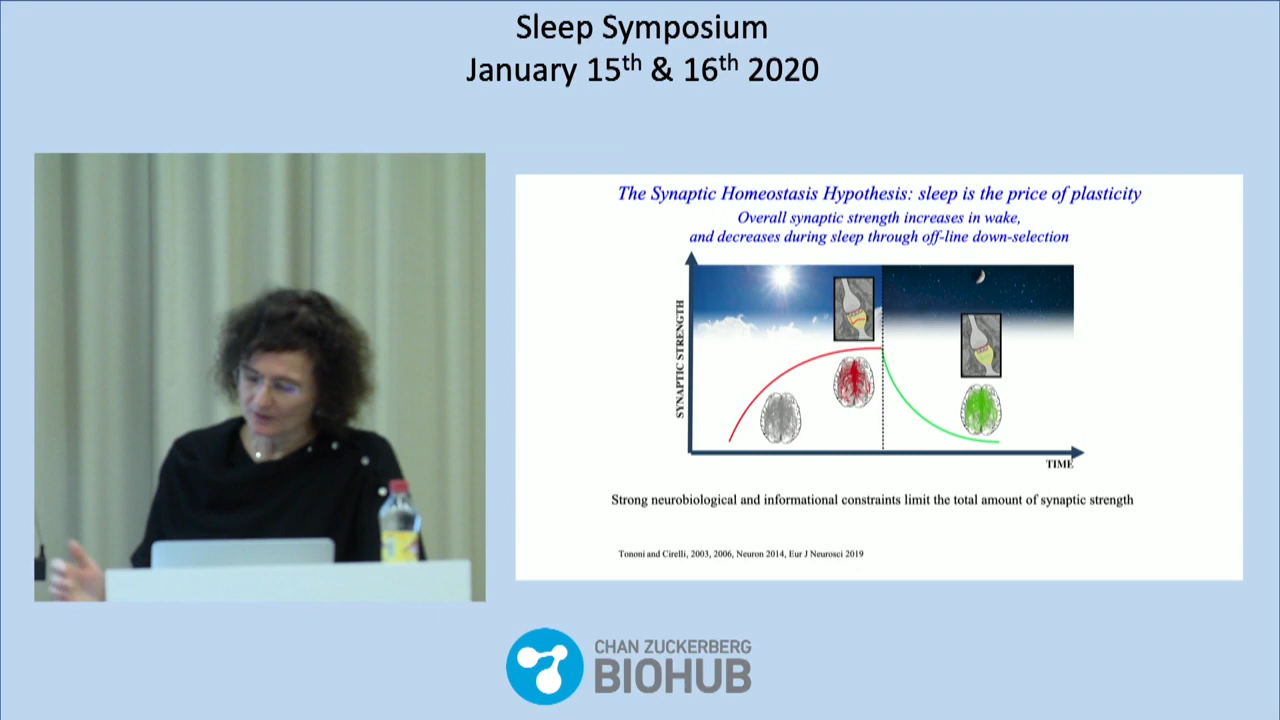 Sleep Symposium
January 15th & 16th 2020
The Synaptic Homeostasis Hypothesis: sleep is the price of plasticity
Overall synaptic strength increases in wake,
and decreases during sleep through off-line down-selection
SYNAPTIC STRENGTH
TIME
Strong neurobiological and informational constraints limit the total amount of synaptic strength
Tononi and Cirelli, 2003, 2006, Neuron 2014, Eur J Neurosci 2019
CHAN ZUCKERBERG
BIOHUB